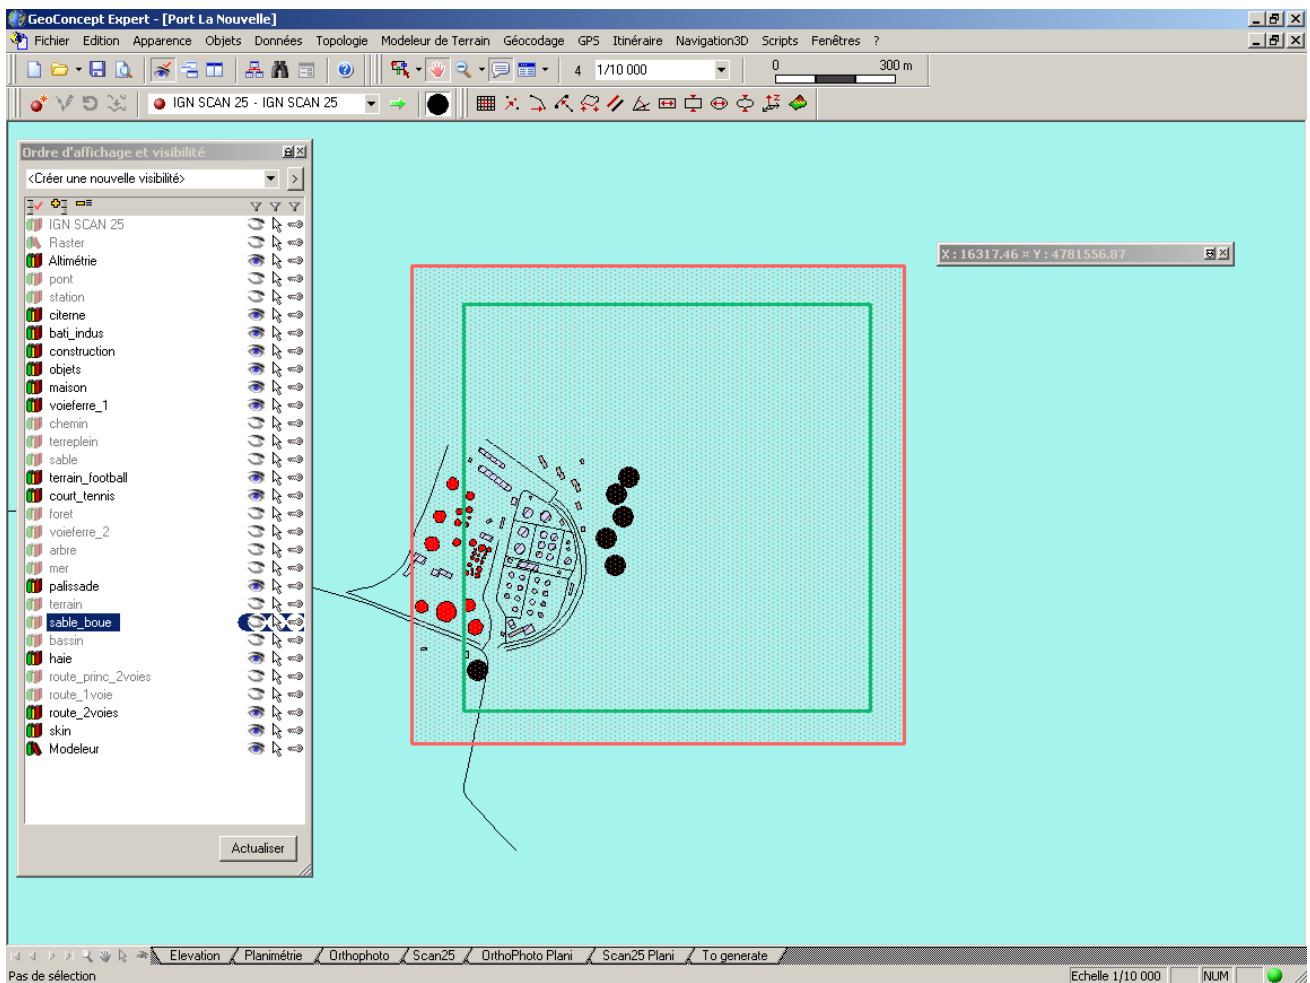 GeoConcept Expert - [Port La Nouvelle]
Fichier Edition Apparence Objets Données Topologie Modeleur de Terrain Géocodage GPS Itinéraire Navigation3D Scripts Fenêtres ?
4 1/10 000 0 300 m
IGN SCAN 25 - IGN SCAN 25
Ordre d'affichage et visibilité
<Créer une nouvelle visibilité> >
IGN SCAN 25
Raster
Altimétrie
pont
station
citerne
bati_indus
construction
objets
maison
voieferre_1
chemin
terreplein
sable
terrain_football
court_tennis
foret
voieferre_2
arbre
mer
palissade
terrain
sable_boue
bassin
haie
route_princ_2voies
route_1voie
route_2voies
skin
Modeleur
Actualiser
X : 16317.46 ¤ Y : 4781556.87
Elevation Planimétrie Orthophoto Scan25 OrthoPhoto Plani Scan25 Plani To generate
Pas de sélection Echelle 1/10 000 NUM